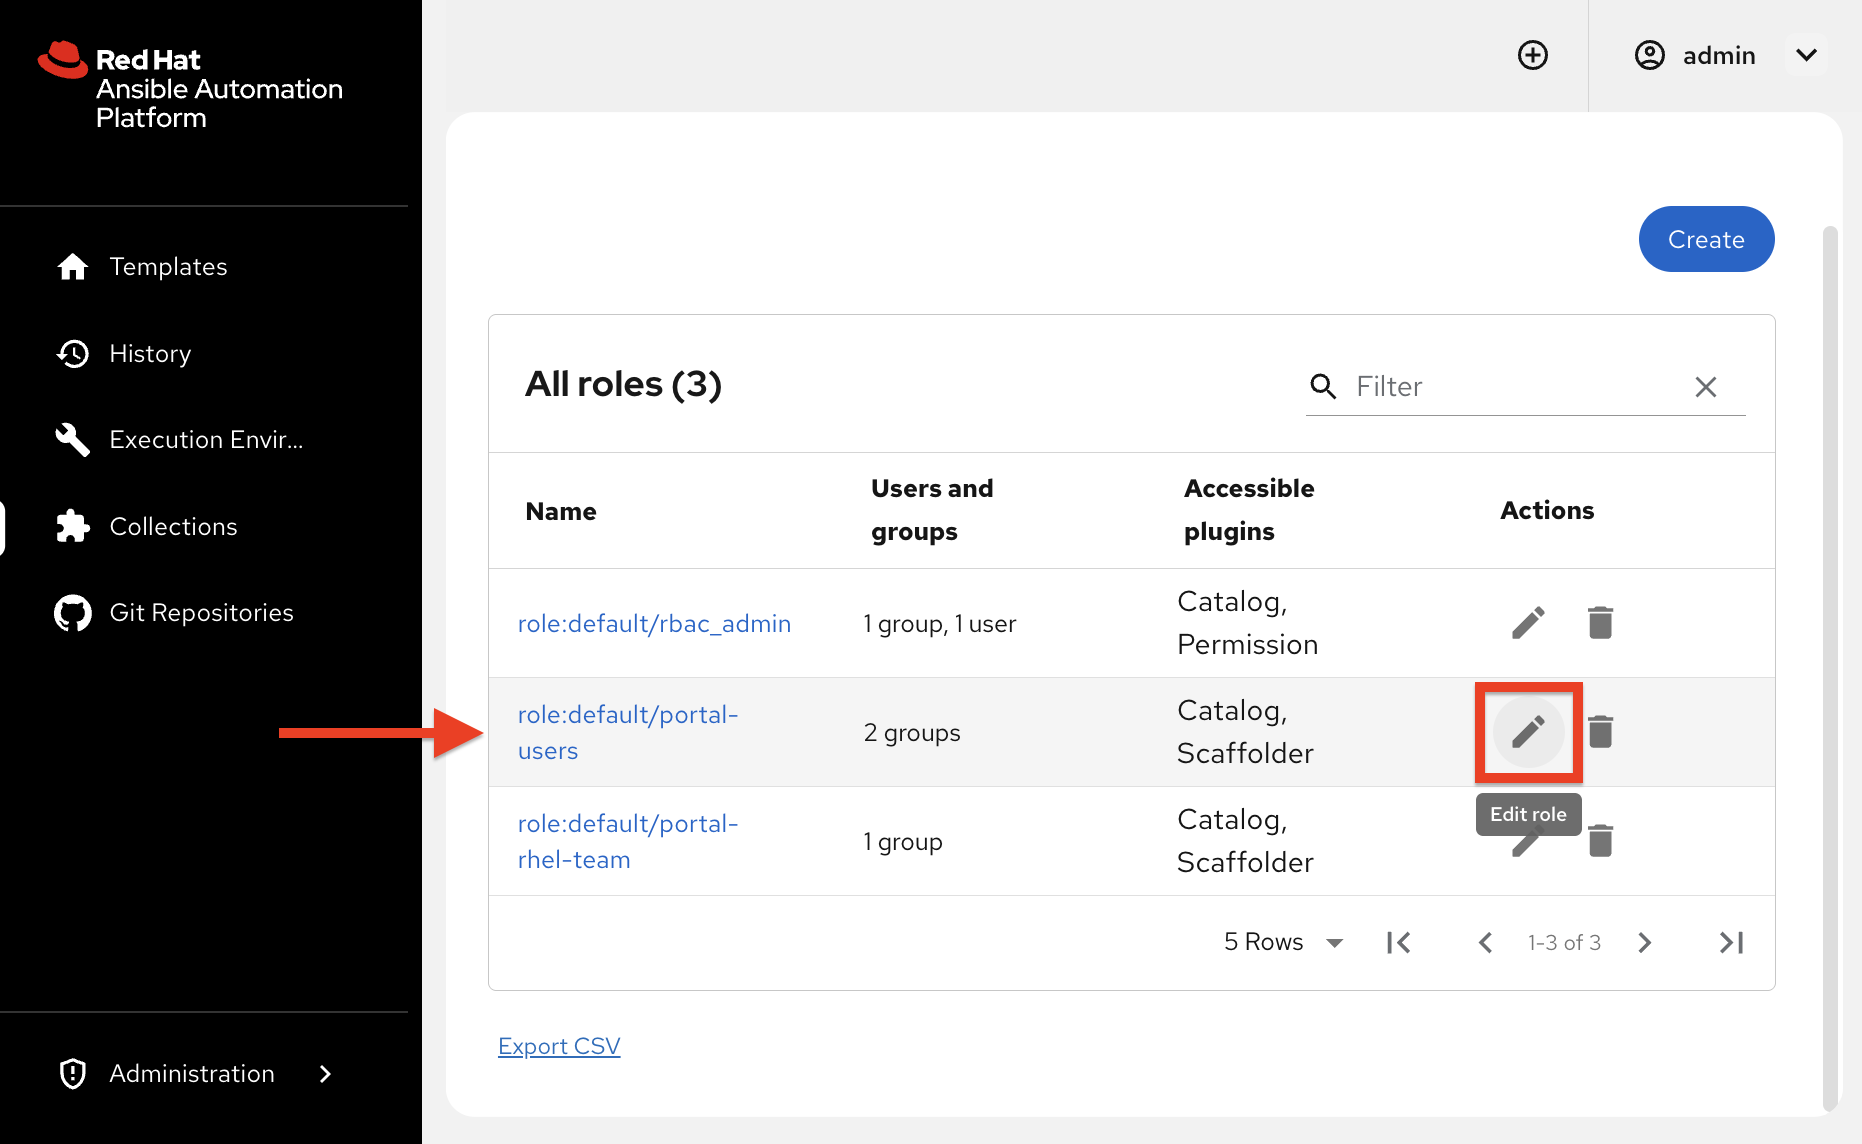 Red Hat
Ansible Automation
Platform
admin
Templates
History
Execution Envir...
Collections
Git Repositories
Administration
Create
All roles (3)
Filter
Name
Users and
groups
Accessible
plugins
Actions
role:default/rbac_admin
1 group, 1 user
Catalog,
Permission
role:default/portal-
users
2 groups
Catalog,
Scaffolder
Edit role
role:default/portal-
rhel-team
1 group
Catalog,
Scaffolder
5 Rows
1-3 of 3
Export CSV